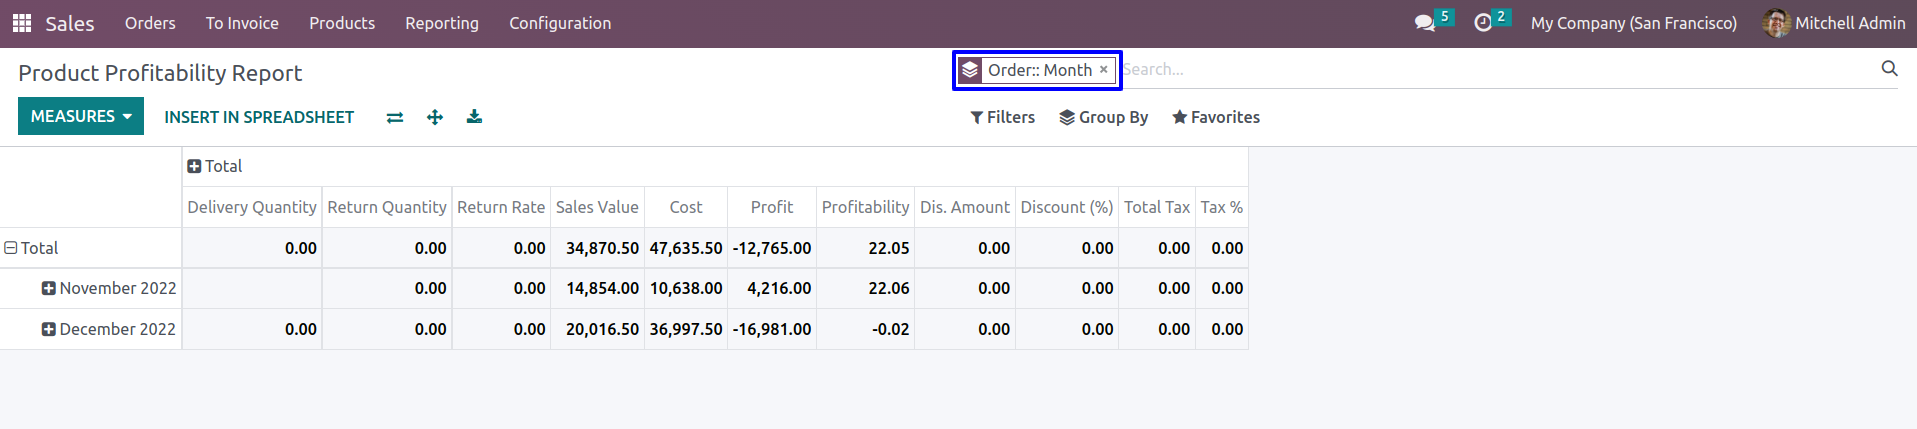 Sales Orders To Invoice Products Reporting Configuration 5 2 My Company (San Francisco) Mitchell Admin
Product Profitability Report Order:: Month × Search...
MEASURES INSERT IN SPREADSHEET Filters Group By Favorites
Total
Delivery Quantity Return Quantity Return Rate Sales Value Cost Profit Profitability Dis. Amount Discount (%) Total Tax Tax %
Total 0.00 0.00 0.00 34,870.50 47,635.50 -12,765.00 22.05 0.00 0.00 0.00 0.00
November 2022 0.00 0.00 14,854.00 10,638.00 4,216.00 22.06 0.00 0.00 0.00 0.00
December 2022 0.00 0.00 0.00 20,016.50 36,997.50 -16,981.00 -0.02 0.00 0.00 0.00 0.00